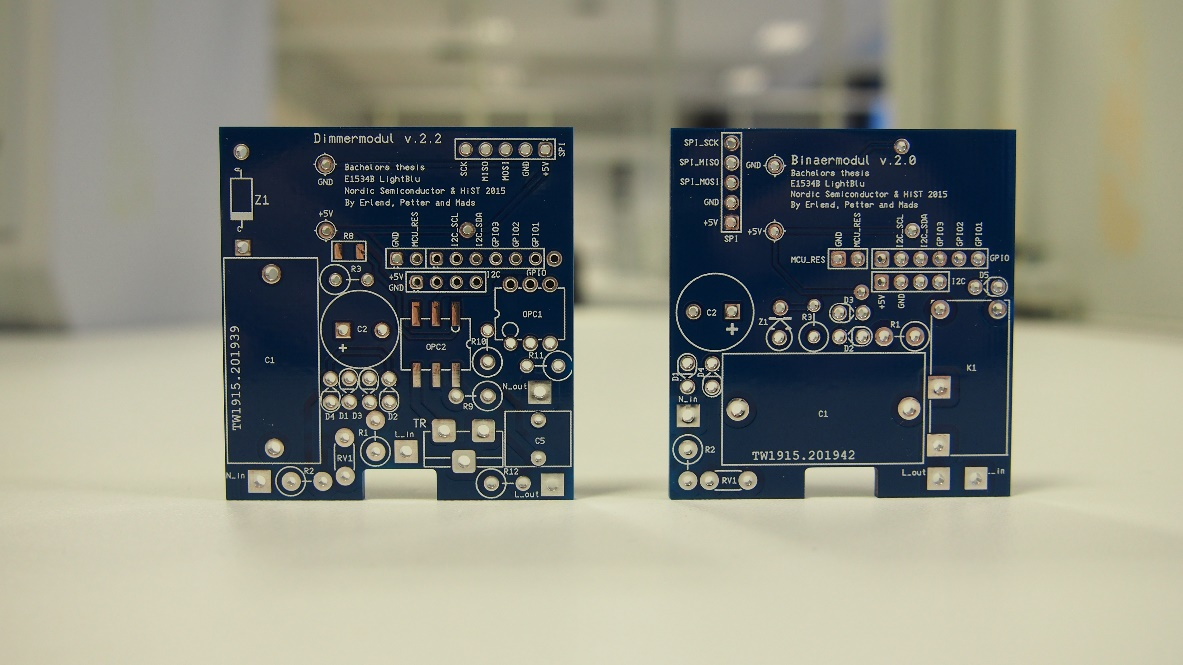 Dimmermodul v.2.2
Bachelors thesis
E1534B LightBlu
Nordic Semiconductor & HiST 2015
By Erlend, Petter and Mads
SCK
MISO
MOSI
GND
+5V
SPI
GND
Z1
C
+5V
R8
R3
GND
MCU_RES
I2C_SCL
I2C_SDA
GPIO3
GPIO2
GPIO1
GPIO
+5V
GND
I2C
OPC1
C2
+
OPC2
R10
R11
C1
TW1915.201939
D4
D1
D3
D2
R9
N_out
R1
L_in
TR
C5
RV1
N_in
R2
R12
L_out
SPI_SCK
SPI_MISO
SPI_MOSI
GND
+5V
SPI
GND
+5V
Binaermodul v.2.0
Bachelors thesis
E1534B LightBlu
Nordic Semiconductor & HiST 2015
By Erlend, Petter and Mads
GND
MCU_RES
I2C_SCL
I2C_SDA
GPIO3
GPIO2
GPIO1
MCU_RES
GPIO
+5V
GND
I2C
D5
C2
+
Z1
R3
D3
D2
R1
D1
D4
K1
N_in
C1
TW1915.201942
R2
RV1
L_out
L_in